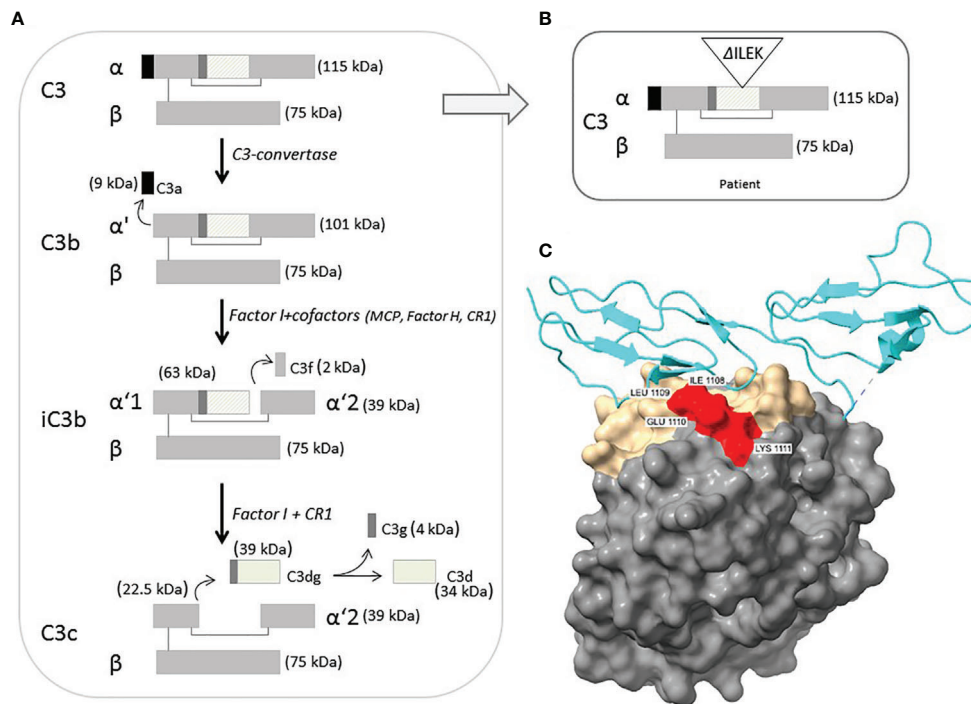 A
C3
α
(115 kDa)
β
(75 kDa)
C3-convertase
(9 kDa)
C3a
C3b
α'
(101 kDa)
β
(75 kDa)
Factor I+cofactors (MCP, Factor H, CR1)
(63 kDa)
C3f (2 kDa)
iC3b
α'1
α'2 (39 kDa)
β
(75 kDa)
Factor I + CR1
(39 kDa)
C3g (4 kDa)
(22.5 kDa)
C3dg
C3d
(34 kDa)
C3c
α'2 (39 kDa)
β
(75 kDa)
B
ΔILEK
α
(115 kDa)
C3
β
(75 kDa)
Patient
C
ILE 1108
LEU 1109
GLU 1110
LYS 1111